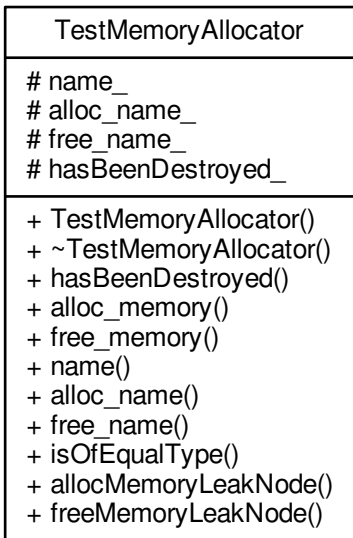 TestMemoryAllocator
# name_
# alloc_name_
# free_name_
# hasBeenDestroyed_
+ TestMemoryAllocator()
+ ~TestMemoryAllocator()
+ hasBeenDestroyed()
+ alloc_memory()
+ free_memory()
+ name()
+ alloc_name()
+ free_name()
+ isOfEqualType()
+ allocMemoryLeakNode()
+ freeMemoryLeakNode()